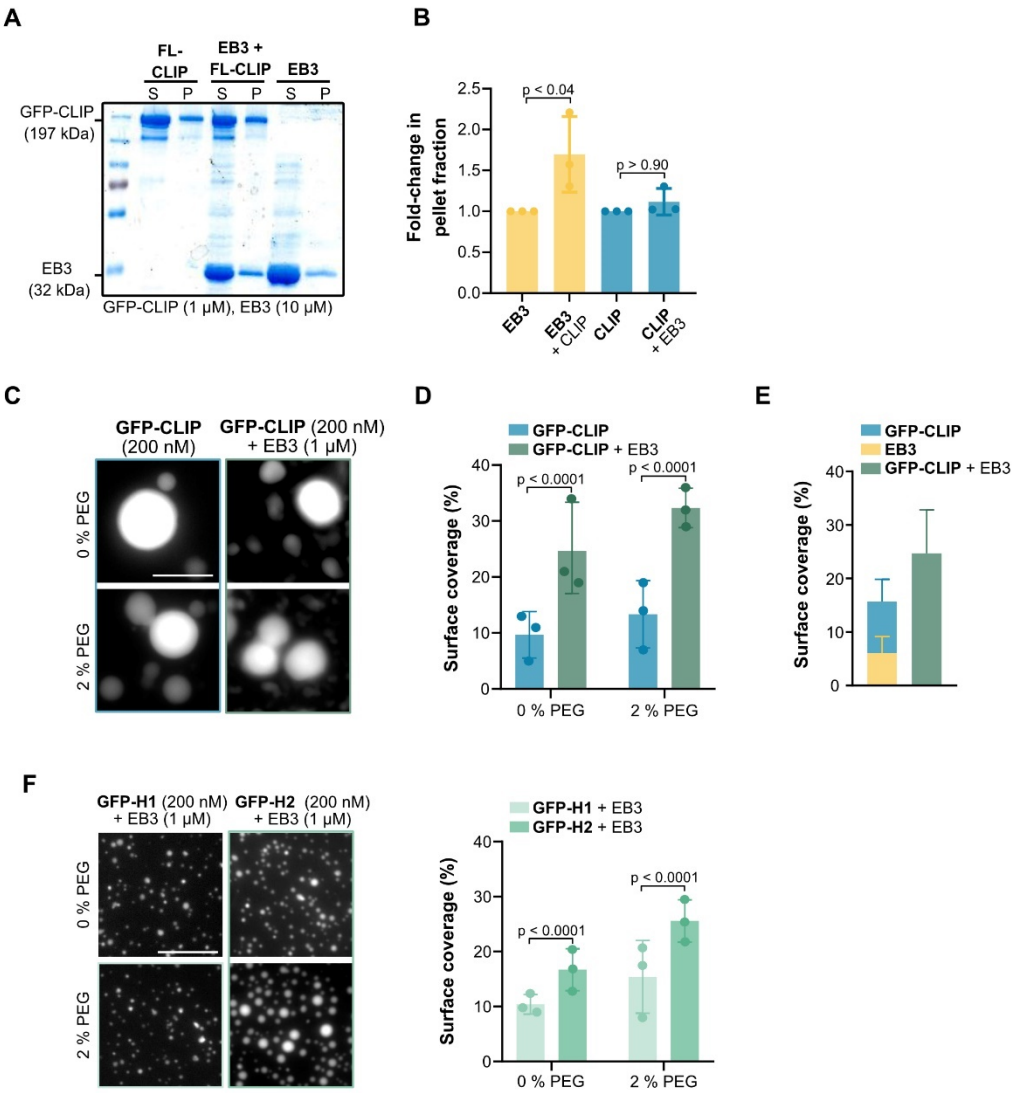 A
FL-
CLIP
EB3 +
FL-CLIP
EB3
S P S P S P
GFP-CLIP
(197 kDa)
EB3
(32 kDa)
GFP-CLIP (1 µM), EB3 (10 µM)
B
Fold-change in
pellet fraction
2.5
2.0
1.5
1.0
0.5
0.0
p < 0.04
p > 0.90
EB3
EB3
+ CLIP
CLIP
CLIP
+ EB3
C
GFP-CLIP
(200 nM)
GFP-CLIP (200 nM)
+ EB3 (1 µM)
0 % PEG
2 % PEG
D
GFP-CLIP
GFP-CLIP + EB3
Surface coverage (%)
40
30
20
10
0
p < 0.0001
p < 0.0001
0 % PEG
2 % PEG
E
GFP-CLIP
EB3
GFP-CLIP + EB3
Surface coverage (%)
40
30
20
10
0
F
GFP-H1 (200 nM)
+ EB3 (1 µM)
GFP-H2 (200 nM)
+ EB3 (1 µM)
0 % PEG
2 % PEG
GFP-H1 + EB3
GFP-H2 + EB3
Surface coverage (%)
40
30
20
10
0
p < 0.0001
p < 0.0001
0 % PEG
2 % PEG